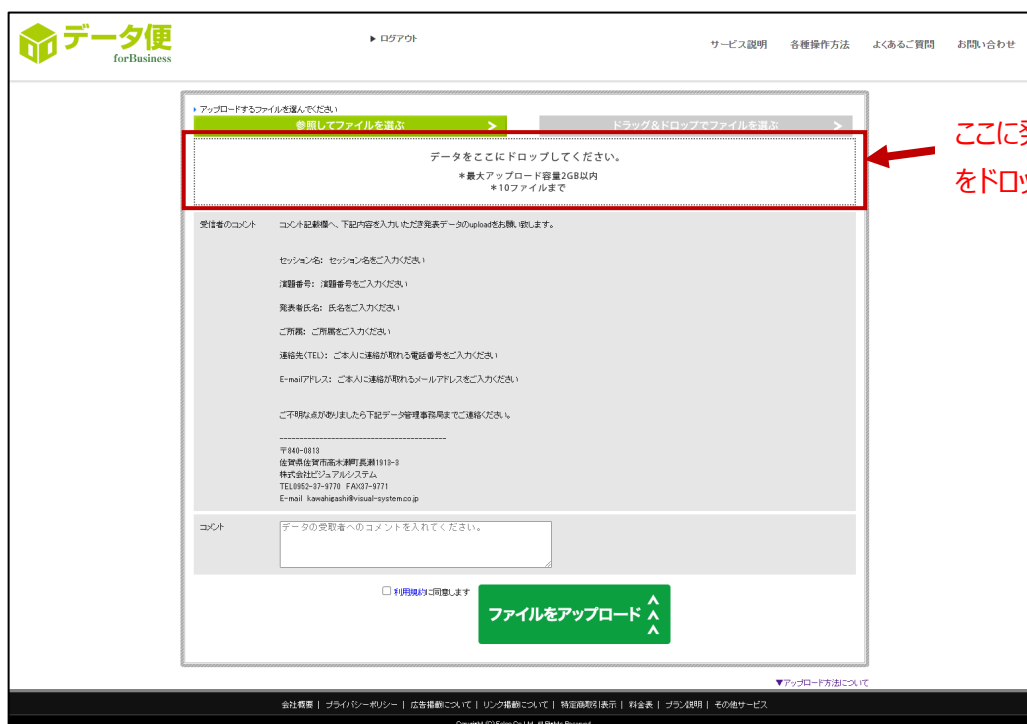 データ便
forBusiness
▶ ログアウト
サービス説明 各種操作方法 よくあるご質問 お問い合わせ
アップロードするファイルを選んでください
参照してファイルを選ぶ >
ドラッグ&ドロップでファイルを選ぶ >
データをここにドロップしてください。
*最大アップロード容量2GB以内
*10ファイルまで
ここに
をドロッ
受信者のコメント
コメント記載欄へ、下記内容を入力いただき発表データのuploadをお願い致します。
セッション名: セッション名をご入力ください
演題番号: 演題番号をご入力ください
発表者氏名: 氏名をご入力ください
ご所属: ご所属をご入力ください
連絡先(TEL): ご本人に連絡が取れる電話番号をご入力ください
E-mailアドレス: ご本人に連絡が取れるメールアドレスをご入力ください
ご不明な点がありましたら下記データ管理事務局までご連絡ください。
------------------------------------------
〒840-0813
佐賀県佐賀市高木瀬町長瀬1913-3
株式会社ビジュアルシステム
TEL0952-37-9770 FAX37-9771
E-mail kawahigashi@visual-system.co.jp
コメント
データの受取者へのコメントを入れてください。
利用規約に同意します
ファイルをアップロード
▼アップロード方法について
会社概要 | プライバシーポリシー | 広告掲載について | リンク掲載について | 特定商取引表示 | 料金表 | プラン説明 | その他サービス